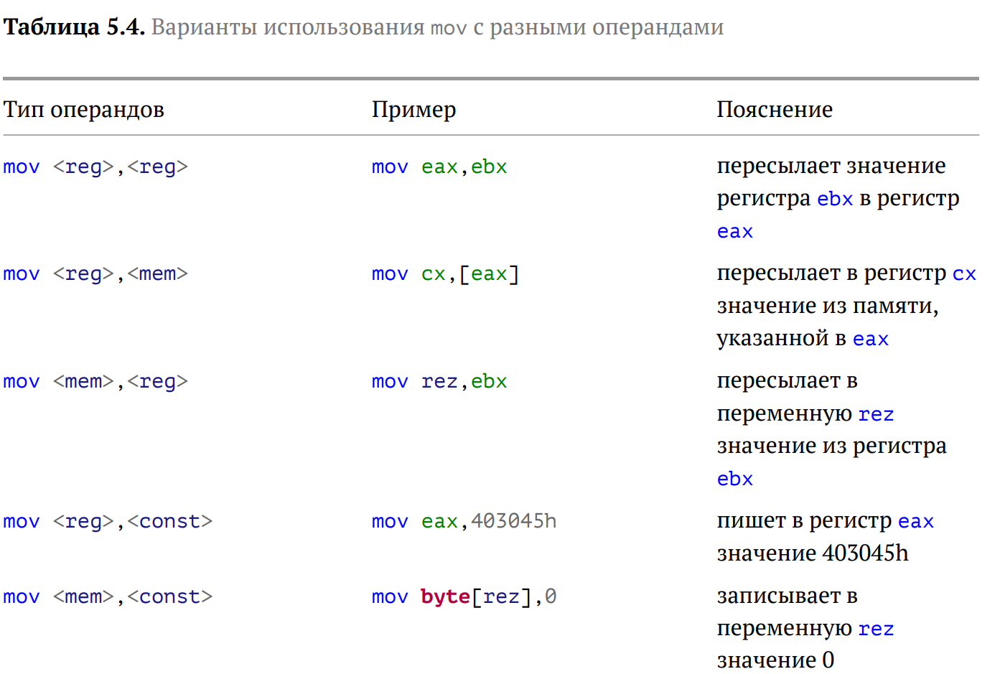 Таблица 5.4. Варианты использования mov с разными операндами
Тип операндов Пример Пояснение
mov <reg>,<reg> mov eax,ebx пересылает значение
регистра ebx в регистр
eax
mov <reg>,<mem> mov cx,[eax] пересылает в регистр cx
значение из памяти,
указанной в eax
mov <mem>,<reg> mov rez,ebx пересылает в
переменную rez
значение из регистра
ebx
mov <reg>,<const> mov eax,403045h пишет в регистр eax
значение 403045h
mov <mem>,<const> mov byte[rez],0 записывает в
переменную rez
значение 0